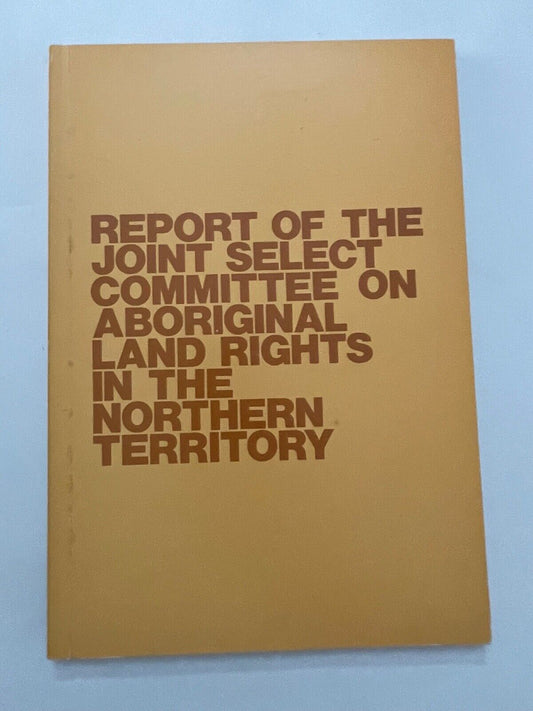 REPORT OF THE
JOINT SELECT
COMMITTEE ON
ABORIGINAL
LAND RIGHTS
IN THE
NORTHERN
TERRITORY